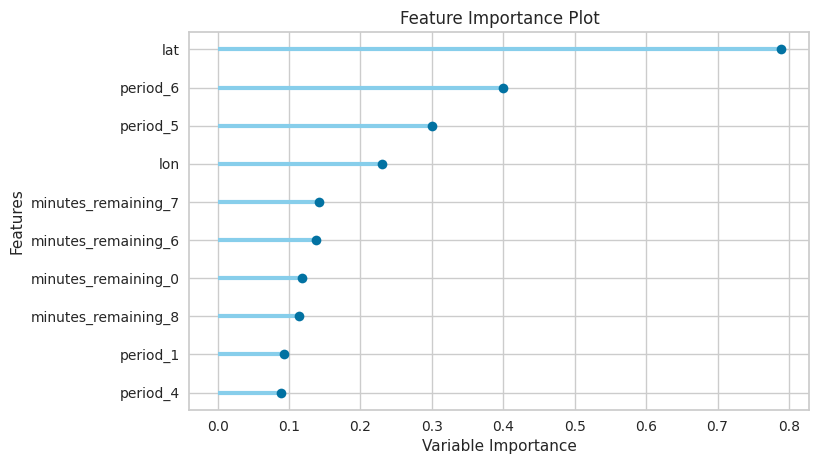 Feature Importance Plot
Features
lat
period_6
period_5
lon
minutes_remaining_7
minutes_remaining_6
minutes_remaining_0
minutes_remaining_8
period_1
period_4
0.0 0.1 0.2 0.3 0.4 0.5 0.6 0.7 0.8
Variable Importance